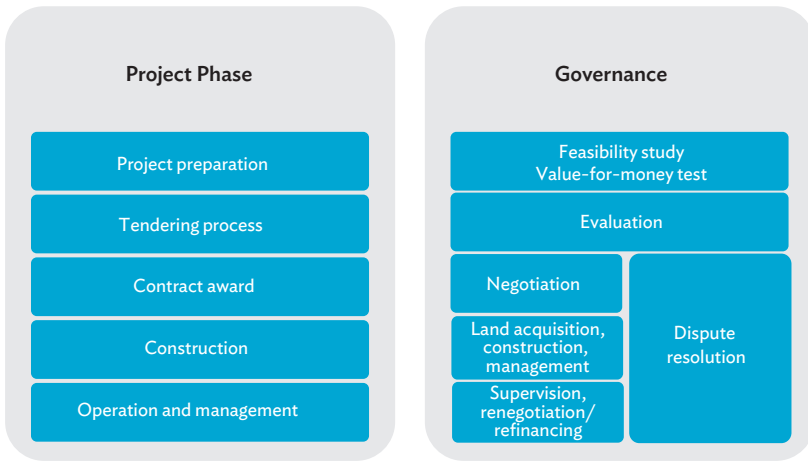 Project Phase
Project preparation
Tendering process
Contract award
Construction
Operation and management
Governance
Feasibility study
Value-for-money test
Evaluation
Negotiation
Land acquisition,
construction,
management
Supervision,
renegotiation/
refinancing
Dispute
resolution